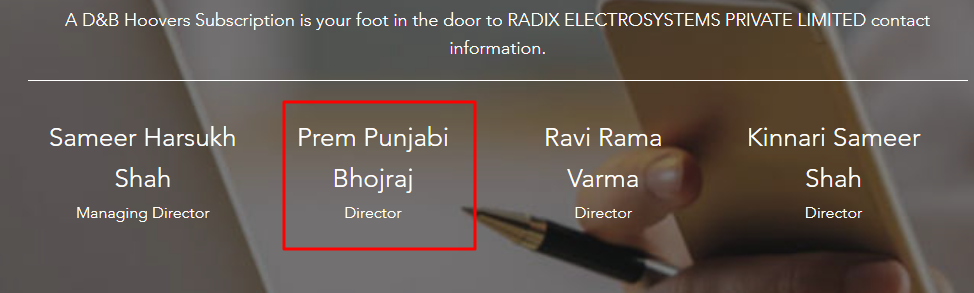 A D&B Hoovers Subscription is your foot in the door to RADIX ELECTROSYSTEMS PRIVATE LIMITED contact
information.
Sameer Harsukh
Shah
Managing Director
Prem Punjabi
Bhojraj
Director
Ravi Rama
Varma
Director
Kinnari Sameer
Shah
Director